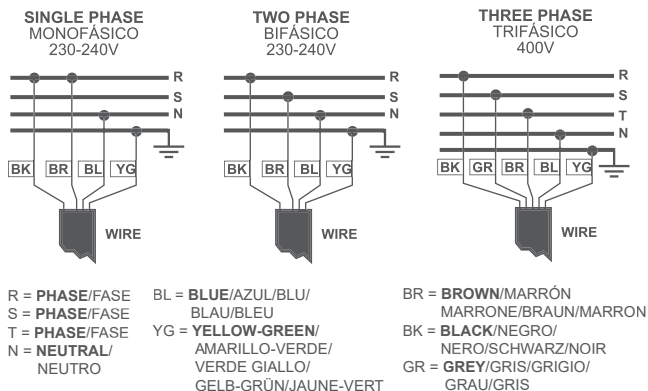 SINGLE PHASE
MONOFÁSICO
230-240V
R
S
N
BK BR BL YG
WIRE
TWO PHASE
BIFÁSICO
230-240V
R
S
N
BK BR BL YG
WIRE
THREE PHASE
TRIFÁSICO
400V
R
S
T
N
BK GR BR BL YG
WIRE
R = PHASE/FASE
S = PHASE/FASE
T = PHASE/FASE
N = NEUTRAL/
NEUTRO
BL = BLUE/AZUL/BLU/
BLAU/BLEU
YG = YELLOW-GREEN/
AMARILLO-VERDE/
VERDE GIALLO/
GELB-GRÜN/JAUNE-VERT
BR = BROWN/MARRÓN
MARRONE/BRAUN/MARRON
BK = BLACK/NEGRO/
NERO/SCHWARZ/NOIR
GR = GREY/GRIS/GRIGIO/
GRAU/GRIS